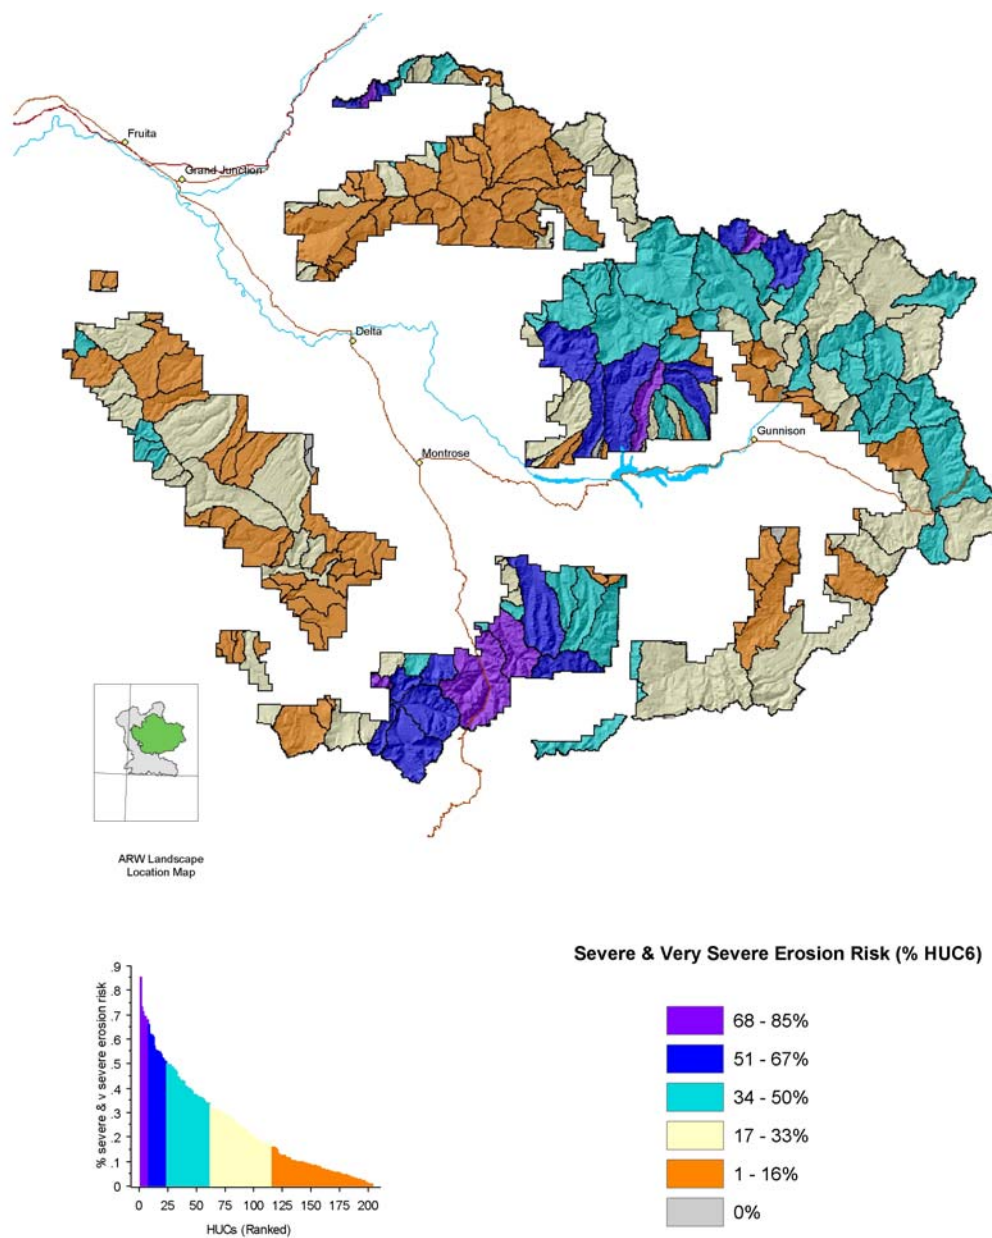 Fruita
Grand Junction
Delta
Montrose
Gunnison
ARW Landscape
Location Map
Severe & Very Severe Erosion Risk (% HUC6)
68 - 85%
51 - 67%
34 - 50%
17 - 33%
1 - 16%
0%
% severe & v severe erosion risk
.9
.8
.7
.6
.5
.4
.3
.2
.1
0
0 25 50 75 100 125 150 175 200
HUCs (Ranked)